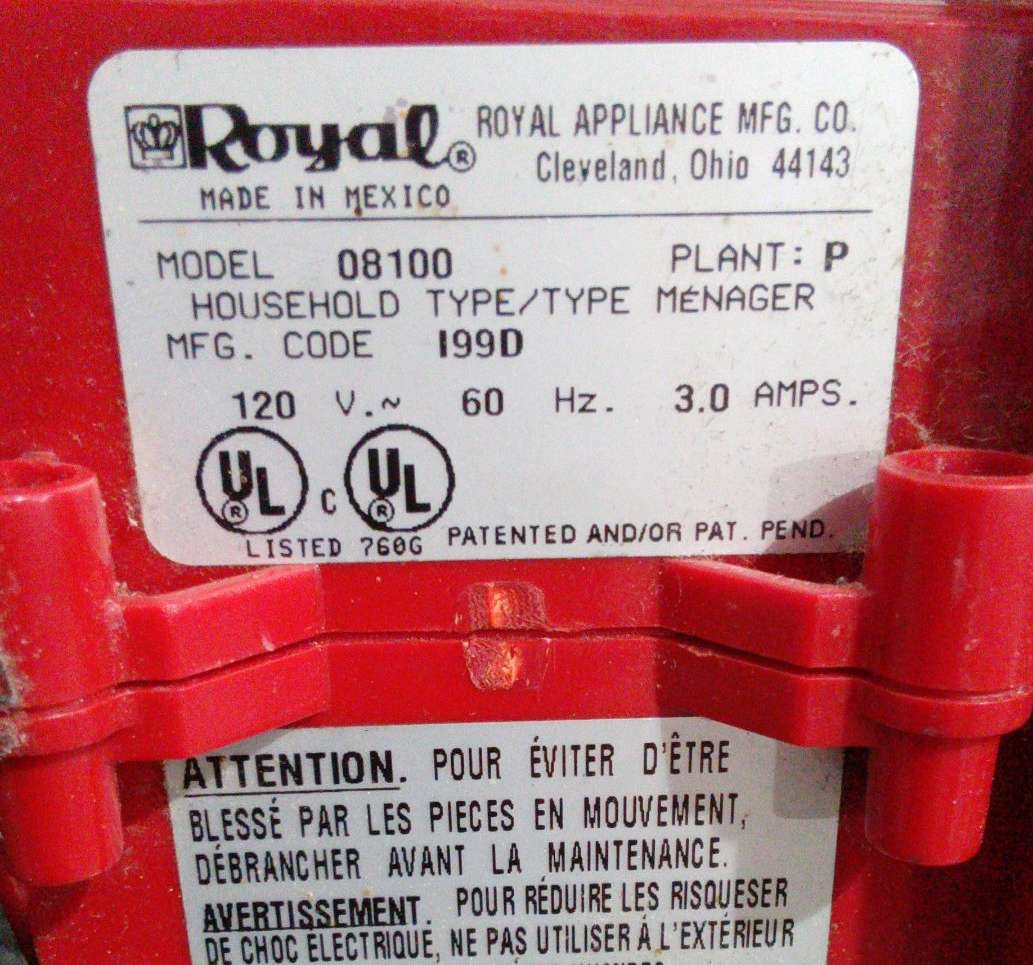 Royal® ROYAL APPLIANCE MFG. CO.
Cleveland, Ohio 44143
MADE IN MEXICO
MODEL 08100 PLANT: P
HOUSEHOLD TYPE/TYPE MÉNAGER
MFG. CODE I99D
120 V.~ 60 Hz. 3.0 AMPS.
UL® C UL®
LISTED 760G PATENTED AND/OR PAT. PEND.
ATTENTION. POUR ÉVITER D'ÊTRE
BLESSÉ PAR LES PIECES EN MOUVEMENT,
DÉBRANCHER AVANT LA MAINTENANCE.
AVERTISSEMENT. POUR RÉDUIRE LES RISQUESER
DE CHOC ÉLECTRIQUE, NE PAS UTILISER À L'EXTÉRIEUR